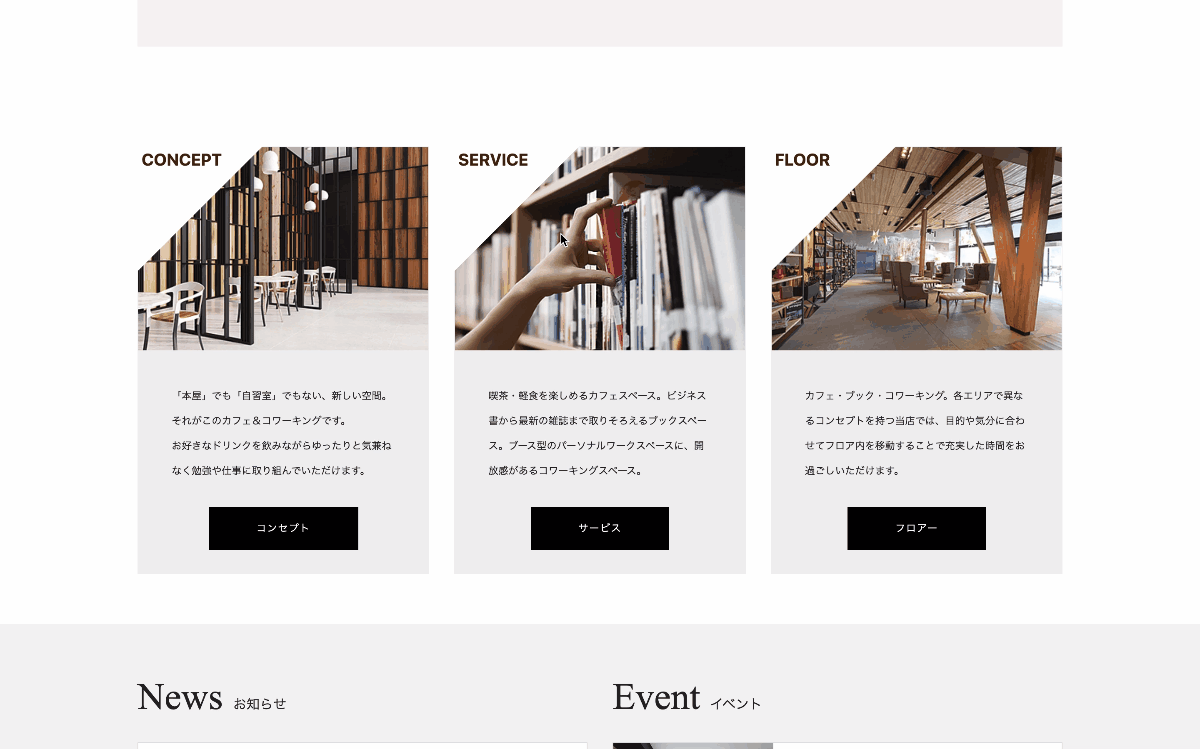 CONCEPT
「本屋」でも「自習室」でもない、新しい空間。
それがこのカフェ＆コワーキングです。
お好きなドリンクを飲みながらゆったりと気兼ね
なく勉強や仕事に取り組んでいただけます。
コンセプト
SERVICE
喫茶・軽食を楽しめるカフェスペース。ビジネス
書から最新の雑誌まで取りそろえるブックスペー
ス。ブース型のパーソナルワークスペースに、開
放感があるコワーキングスペース。
サービス
FLOOR
カフェ・ブック・コワーキング。各エリアで異な
るコンセプトを持つ当店では、目的や気分に合わ
せてフロア内を移動することで充実した時間をお
過ごしいただけます。
フロアー
News お知らせ
Event イベント